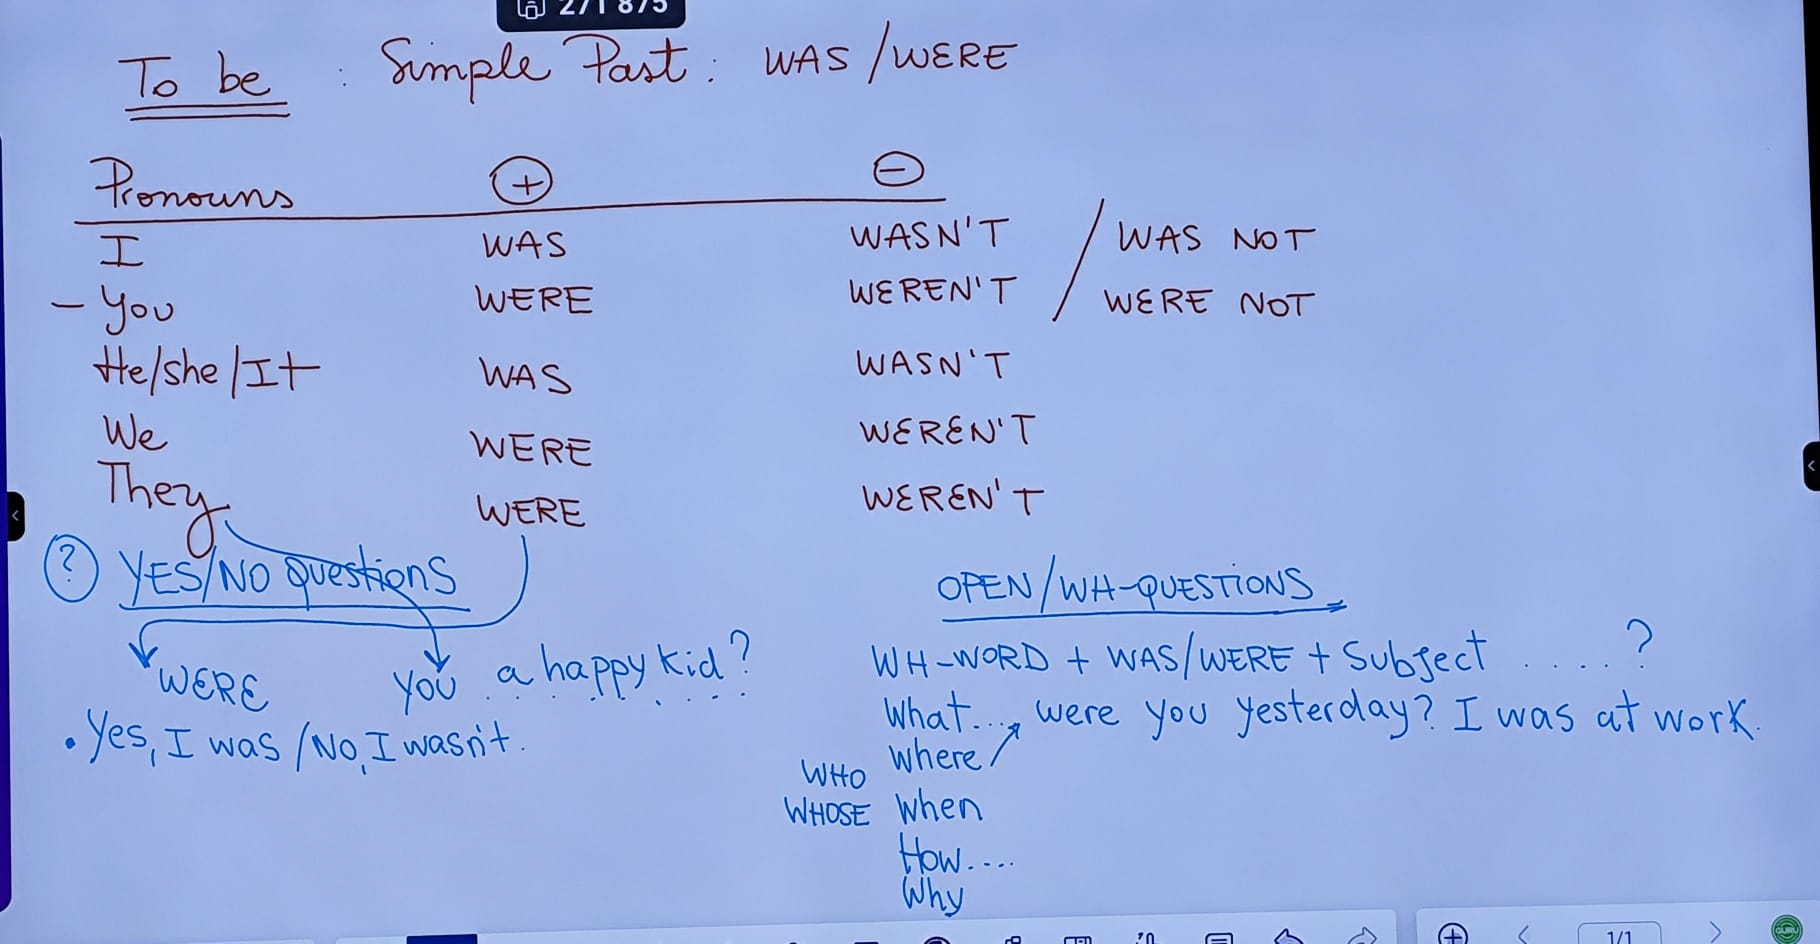 271 875
To be : Simple Past : WAS /WERE
Pronouns + -
I WAS WASN'T / WAS NOT
- You WERE WEREN'T / WERE NOT
He/she/It WAS WASN'T
We WERE WEREN'T
They WERE WEREN'T
? YES/NO questions
WERE YOU a happy kid?
. Yes, I was /No, I wasn't.
OPEN/WH-QUESTIONS
WH-WORD + WAS/WERE + Subject .....?
What... were you yesterday? I was at work.
Where
WHO
WHOSE When
How....
Why
1/1
GURU